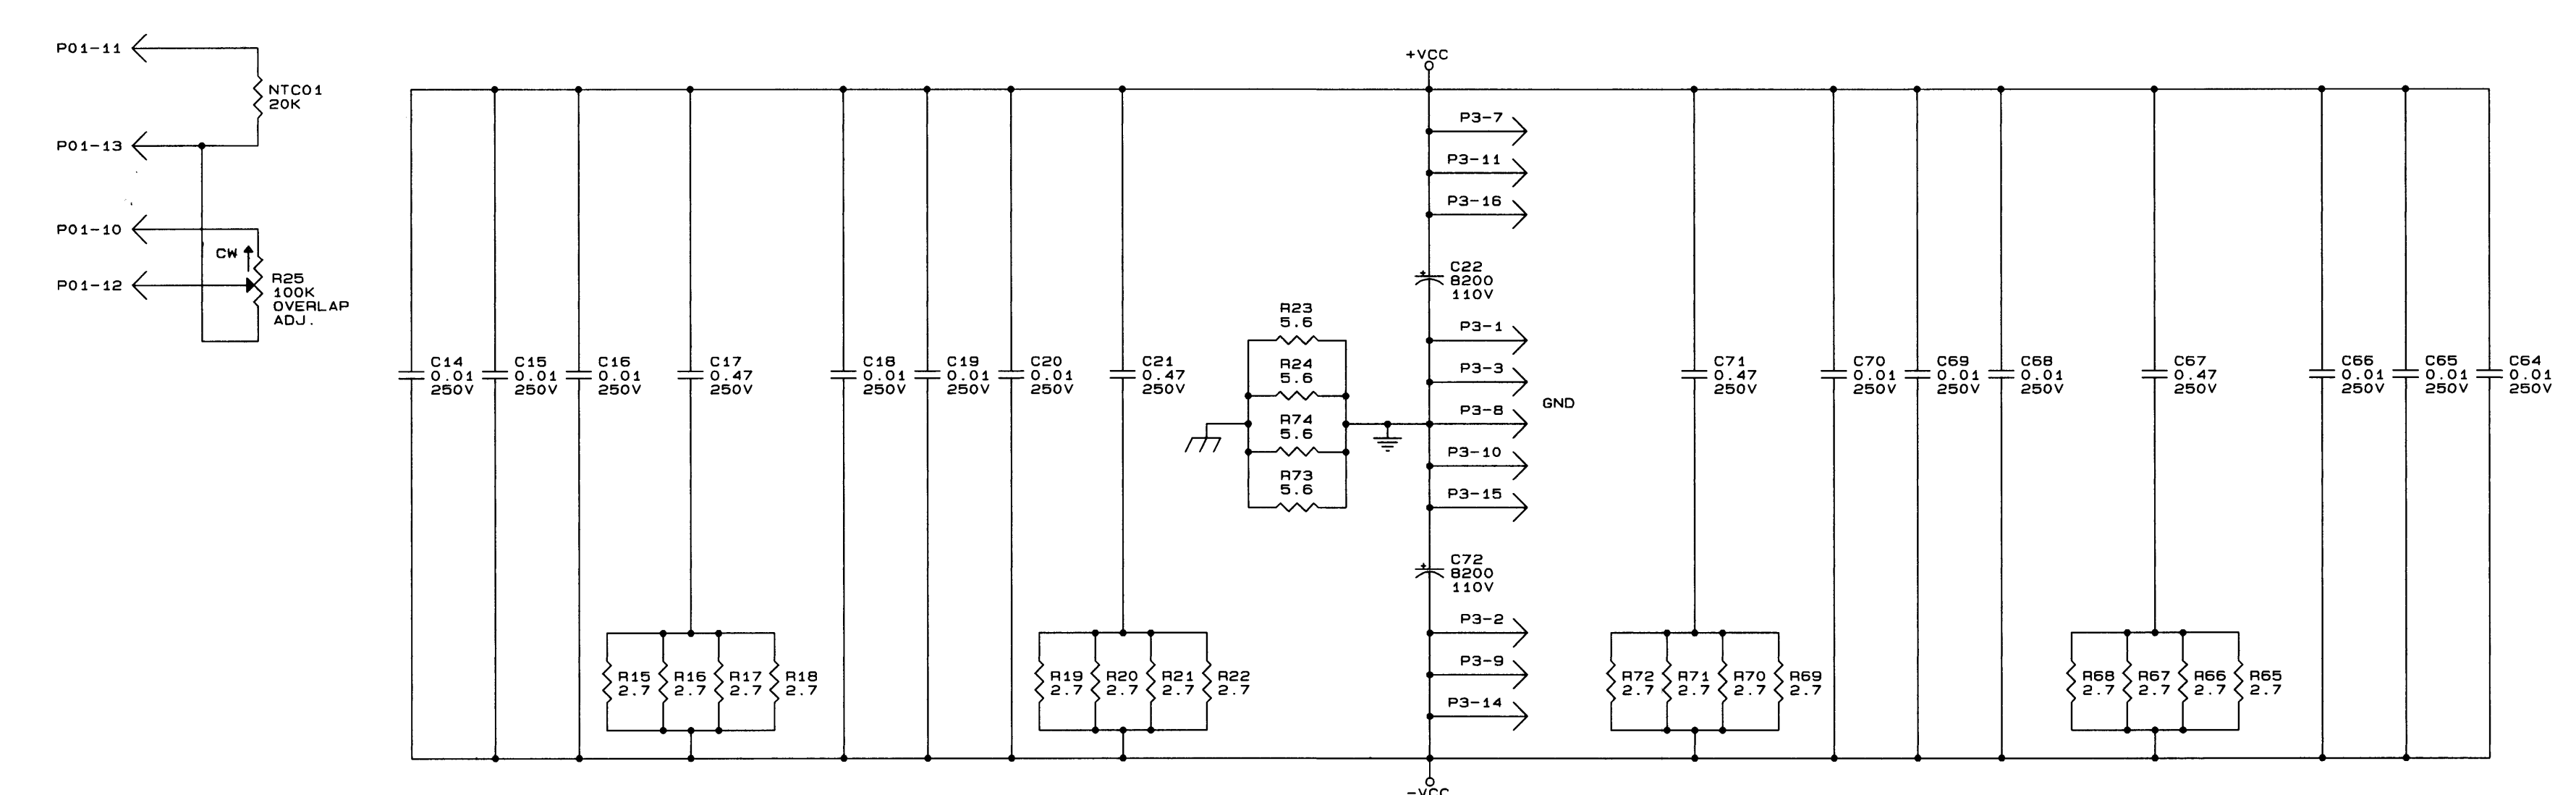 P01-11
NTC01
20K
P01-13
P01-10
CW
P01-12
R25
100K
OVERLAP
ADJ.
C14
0.01
250V
C15
0.01
250V
C16
0.01
250V
C17
0.47
250V
C18
0.01
250V
C19
0.01
250V
C20
0.01
250V
C21
0.47
250V
R15
2.7
R16
2.7
R17
2.7
R18
2.7
R19
2.7
R20
2.7
R21
2.7
R22
2.7
R23
5.6
R24
5.6
R74
5.6
R73
5.6
+VCC
P3-7
P3-11
P3-16
C22
8200
110V
P3-1
P3-3
P3-8
GND
P3-10
P3-15
C72
8200
110V
P3-2
P3-9
P3-14
-VCC
C71
0.47
250V
C70
0.01
250V
C69
0.01
250V
C68
0.01
250V
C67
0.47
250V
C66
0.01
250V
C65
0.01
250V
C64
0.01
250V
R72
2.7
R71
2.7
R70
2.7
R69
2.7
R68
2.7
R67
2.7
R66
2.7
R65
2.7